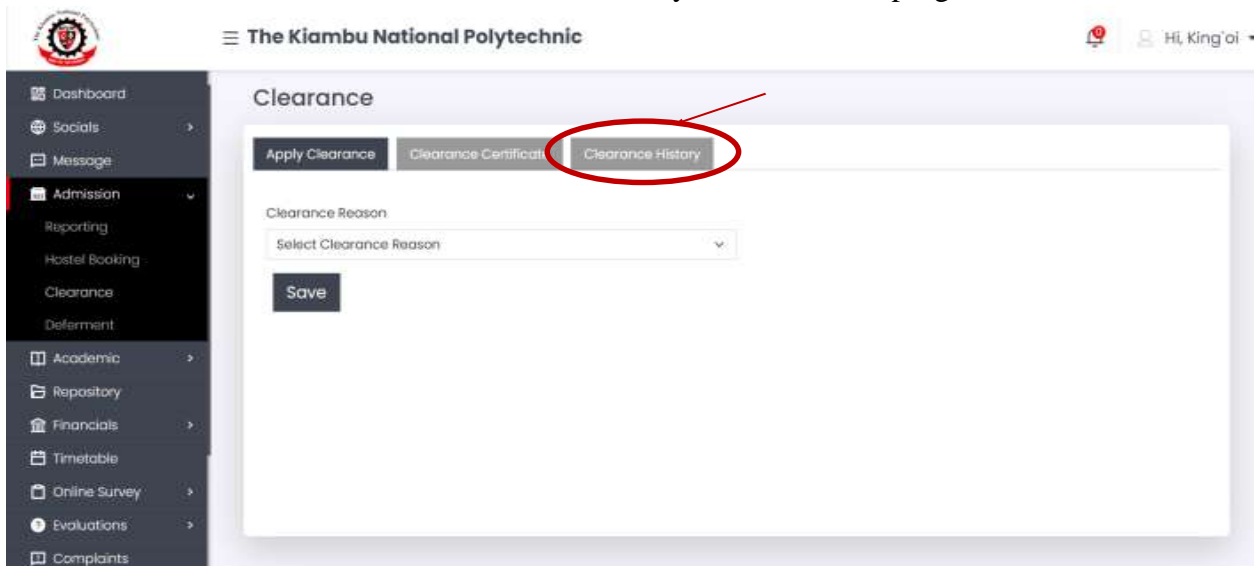 The Kiambu National Polytechnic
Hi, King'oi
Dashboard
Socials
Message
Admission
Reporting
Hostel Booking
Clearance
Deferment
Academic
Repository
Financials
Timetable
Online Survey
Evaluations
Complaints
Clearance
Apply Clearance Clearance Certificate Clearance History
Clearance Reason
Select Clearance Reason
Save